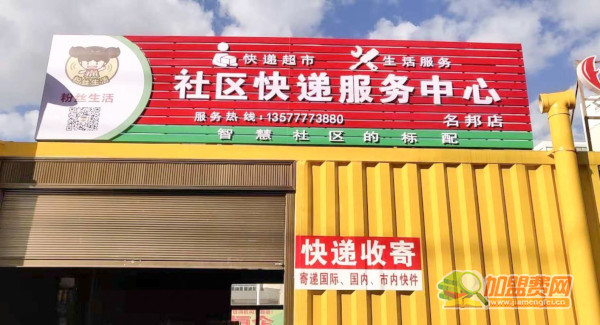 快递超市
生活服务
社区快递服务中心
粉丝生活
服务热线:13577773880
名邦店
智慧社区的标配
快递收寄
寄递国际、国内、市内快件
加盟费网
www.jiamengfei.com